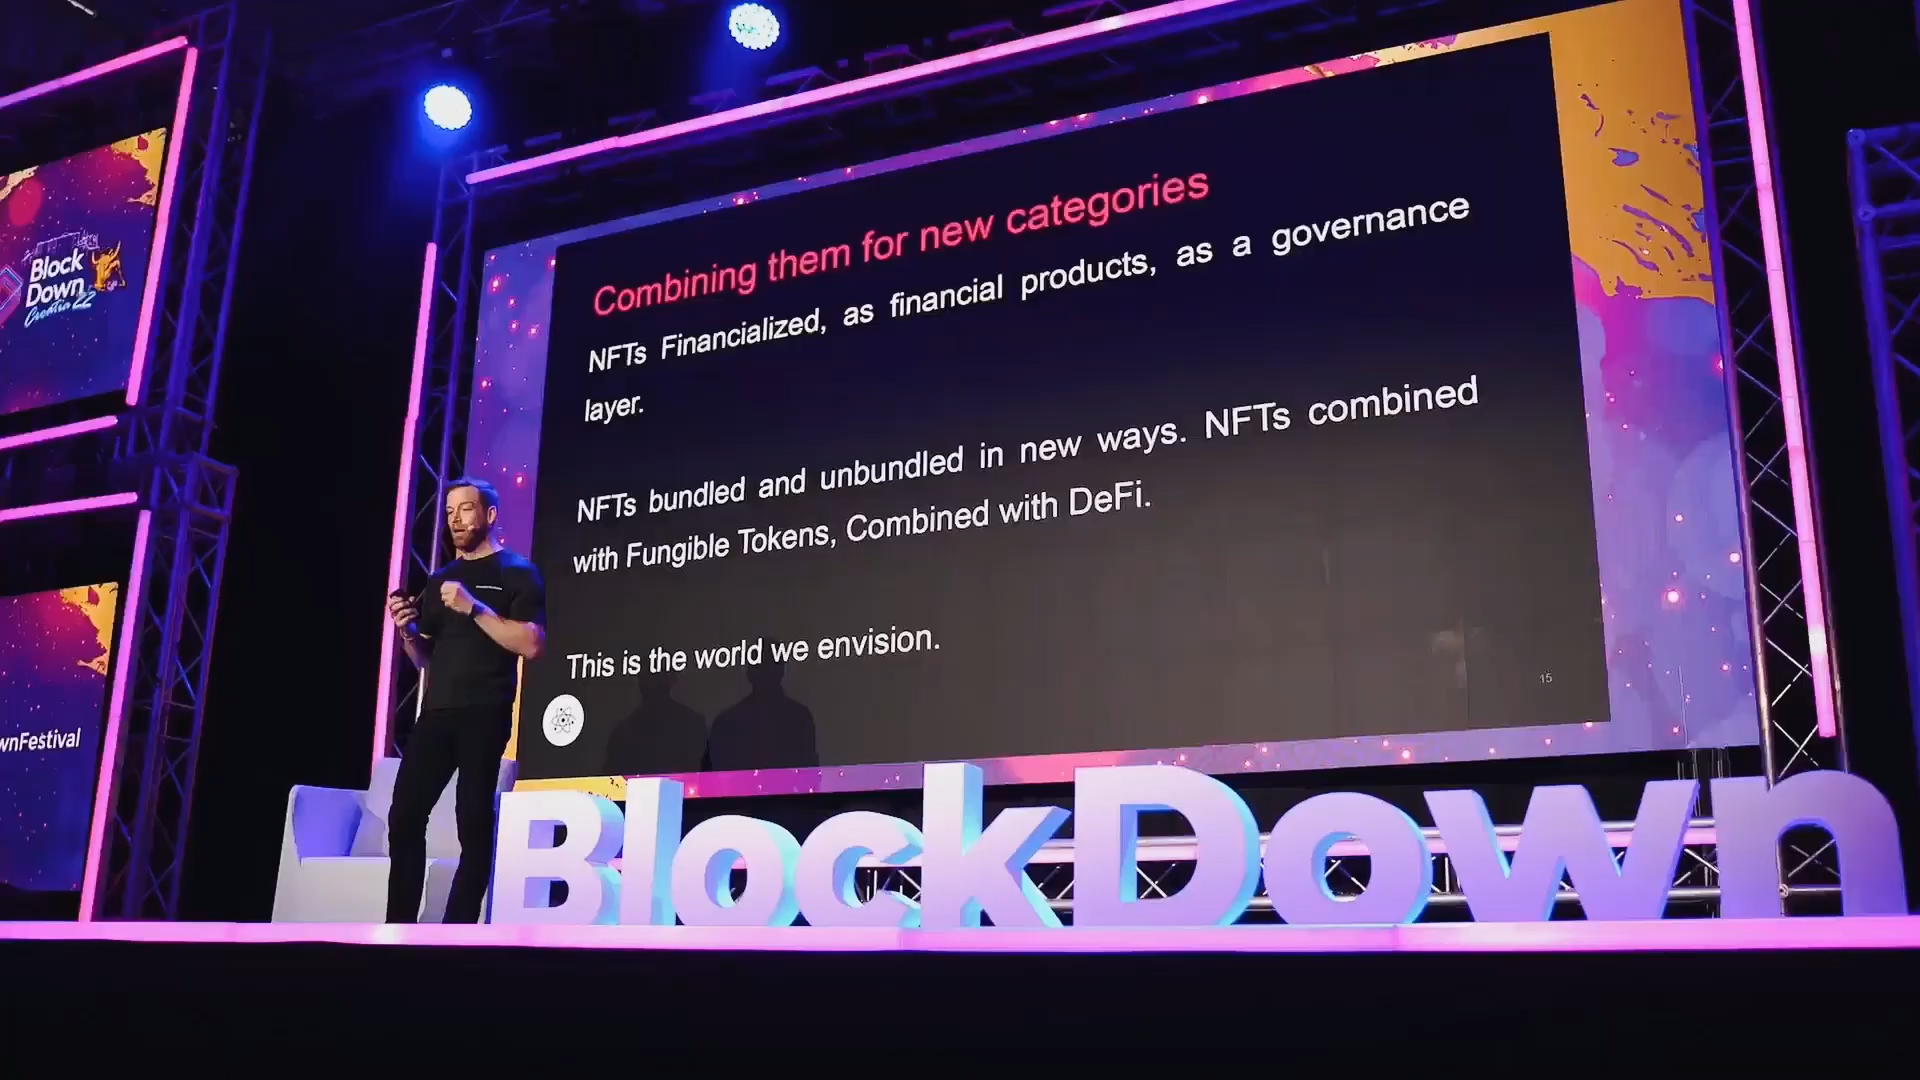 Combining them for new categories
NFTs Financialized, as financial products, as a governance
layer.
NFTs bundled and unbundled in new ways. NFTs combined
with Fungible Tokens, Combined with DeFi.
This is the world we envision.
15
Block
Down
Croatia 22
wnFestival
BlockDown